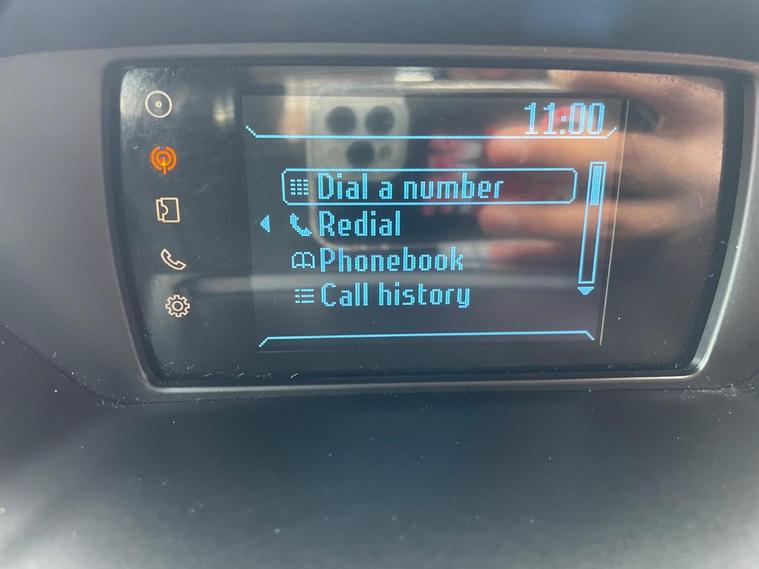 11:00
Dial a number
Redial
Phonebook
Call history